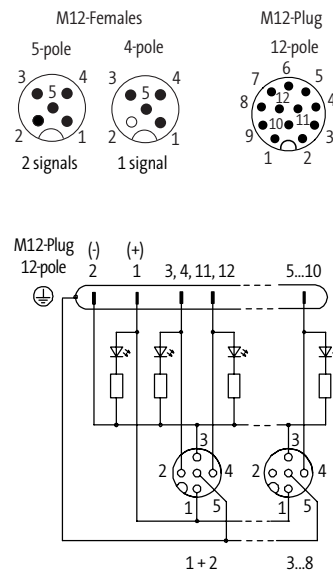 M12-Females
M12-Plug
5-pole
4-pole
12-pole
3 4
5
2 1
3 4
5
2 1
6
7 5
8 12 4
10 11
9 3
1 2
2 signals
1 signal
M12-Plug
12-pole
(-)
2
(+)
1
3, 4, 11, 12
5...10
3
2 4
1 5
3
2 4
1 5
1 + 2
3...8